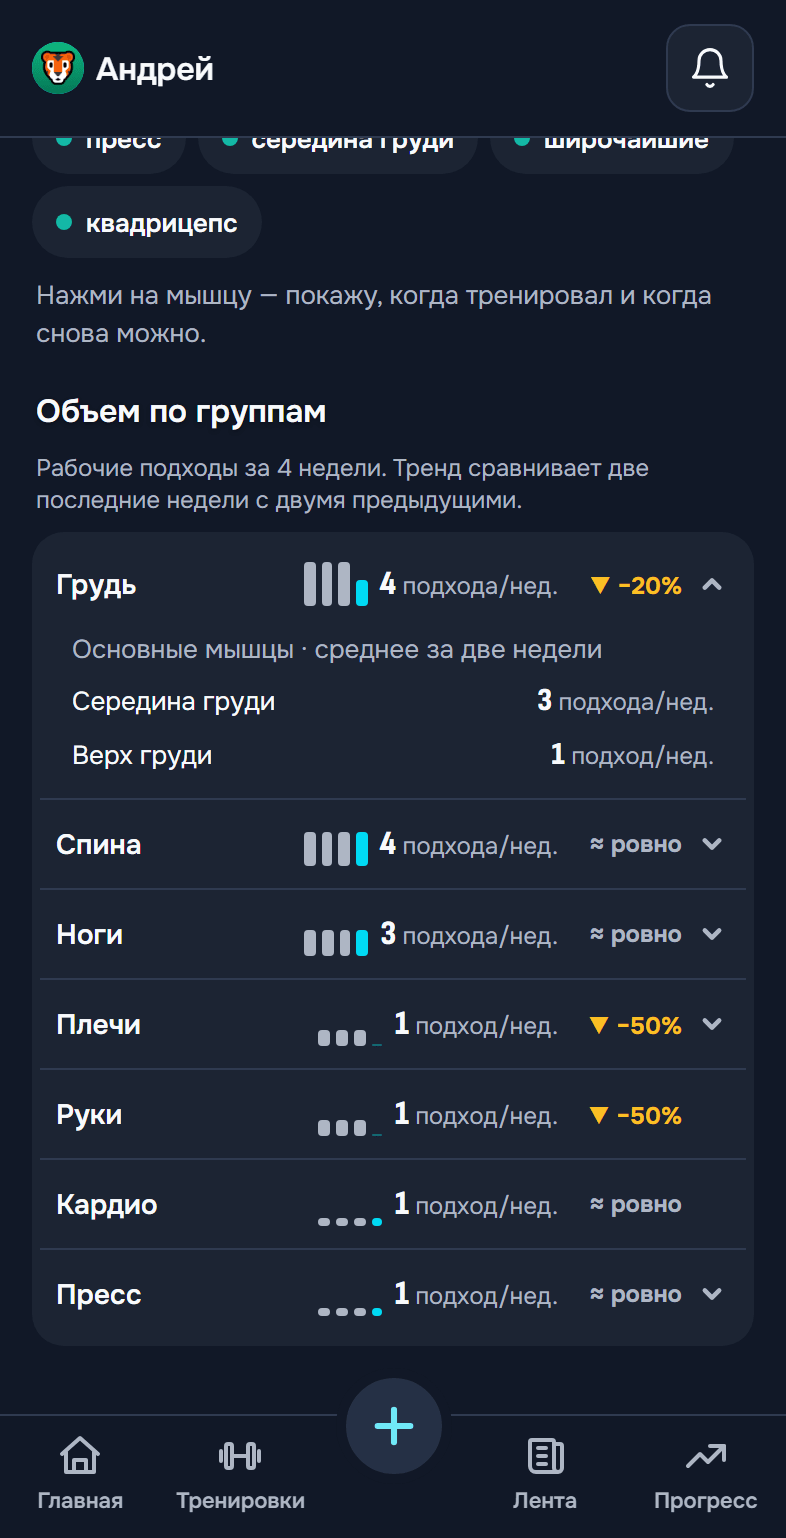 Андрей
пресс
середина груди
широчайшие
квадрицепс
Нажми на мышцу — покажу, когда тренировал и когда
снова можно.
Объем по группам
Рабочие подходы за 4 недели. Тренд сравнивает две
последние недели с двумя предыдущими.
Грудь 4 подхода/нед. ▼ −20%
Основные мышцы · среднее за две недели
Середина груди 3 подхода/нед.
Верх груди 1 подход/нед.
Спина 4 подхода/нед. ≈ ровно
Ноги 3 подхода/нед. ≈ ровно
Плечи 1 подход/нед. ▼ −50%
Руки 1 подход/нед. ▼ −50%
Кардио 1 подход/нед. ≈ ровно
Пресс 1 подход/нед. ≈ ровно
Главная
Тренировки
Лента
Прогресс